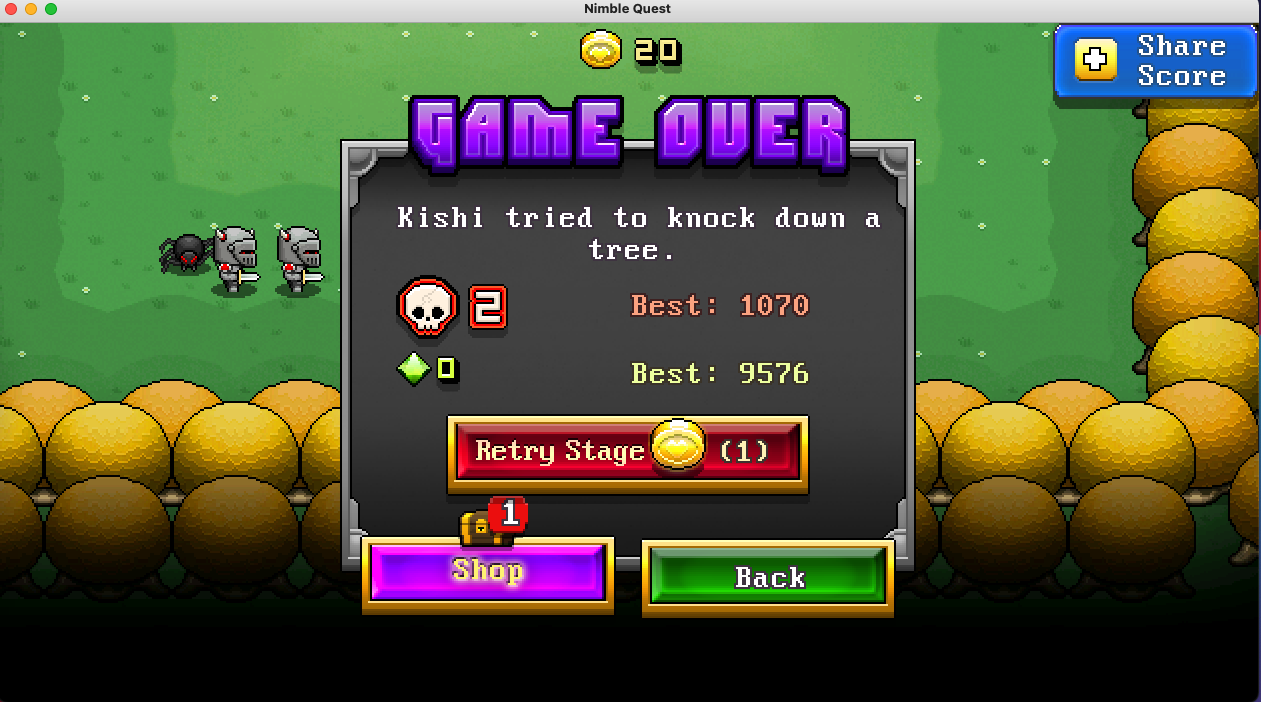 Nimble Quest
20
Share
Score
GAME OVER
Kishi tried to knock down a
tree.
2 Best: 1070
0 Best: 9576
Retry Stage (1)
1
Shop
Back